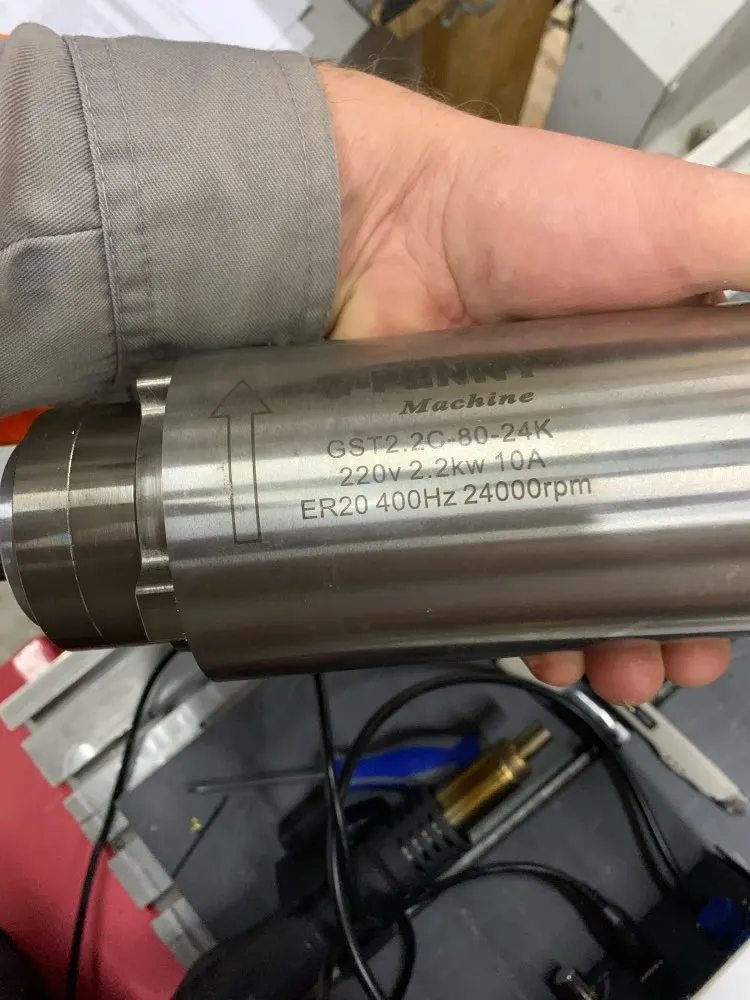 G-PENNY
Machine
GST2.2C-80-24K
220v 2.2kw 10A
ER20 400Hz 24000rpm